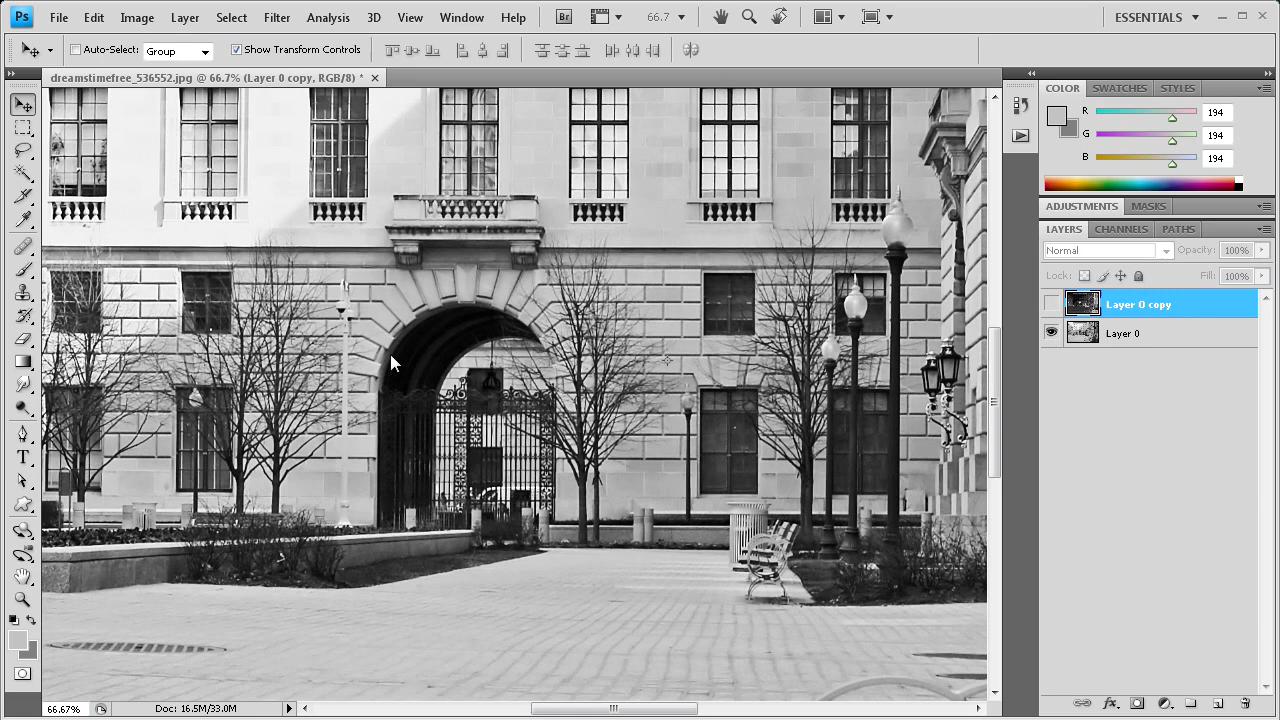 Ps File Edit Image Layer Select Filter Analysis 3D View Window Help Br 66.7 ESSENTIALS
Auto-Select: Group Show Transform Controls
dreamstimefree_536552.jpg @ 66.7% (Layer 0 copy, RGB/8) *
COLOR SWATCHES STYLES
R 194
G 194
B 194
ADJUSTMENTS MASKS
LAYERS CHANNELS PATHS
Normal Opacity: 100%
Lock: Fill: 100%
Layer 0 copy
Layer 0
T
66.67% Doc: 16.5M/33.0M
fx